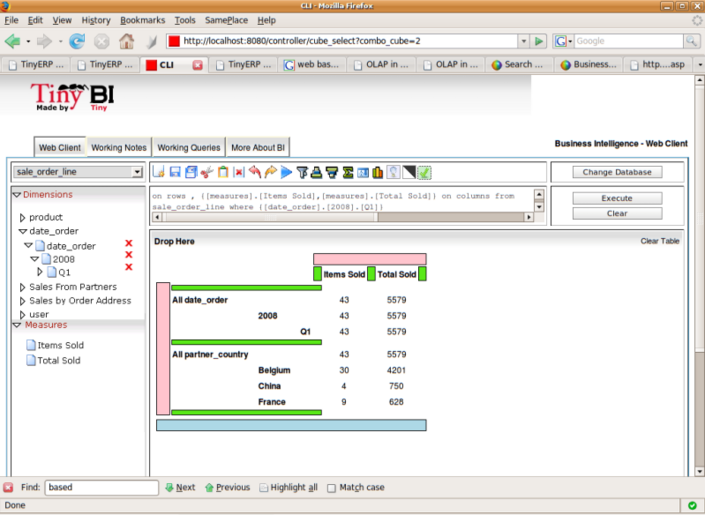 CLI - Mozilla Firefox
File Edit View History Bookmarks Tools SamePlace Help
http://localhost:8080/controller/cube_select?combo_cube=2
Google
TinyERP ... TinyERP ... CLI TinyERP ... web bas... OLAP in ... OLAP in ... Search ... Business... http....asp
Tiny BI
Made by Tiny
Web Client Working Notes Working Queries More About BI
Business Intelligence - Web Client
sale_order_line
Change Database
Dimensions
on rows , {[measures].[Items Sold],[measures].[Total Sold]} on columns from
sale_order_line where {[date_order].[2008].[Q1]}
Execute
Clear
product
date_order
date_order
2008
Q1
Sales From Partners
Sales by Order Address
user
Measures
Items Sold
Total Sold
Drop Here
Clear Table
Items Sold Total Sold
All date_order 43 5579
2008 43 5579
Q1 43 5579
All partner_country 43 5579
Belgium 30 4201
China 4 750
France 9 628
Find: based Next Previous Highlight all Match case
Done